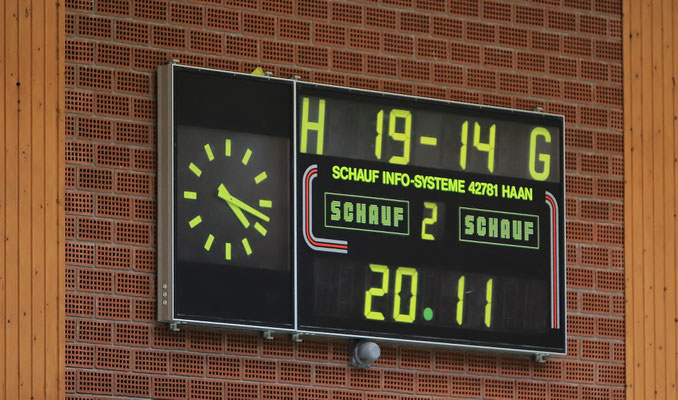 H 19-14 G
SCHAUF INFO-SYSTEME 42781 HAAN
SCHAUF 2 SCHAUF
20.11